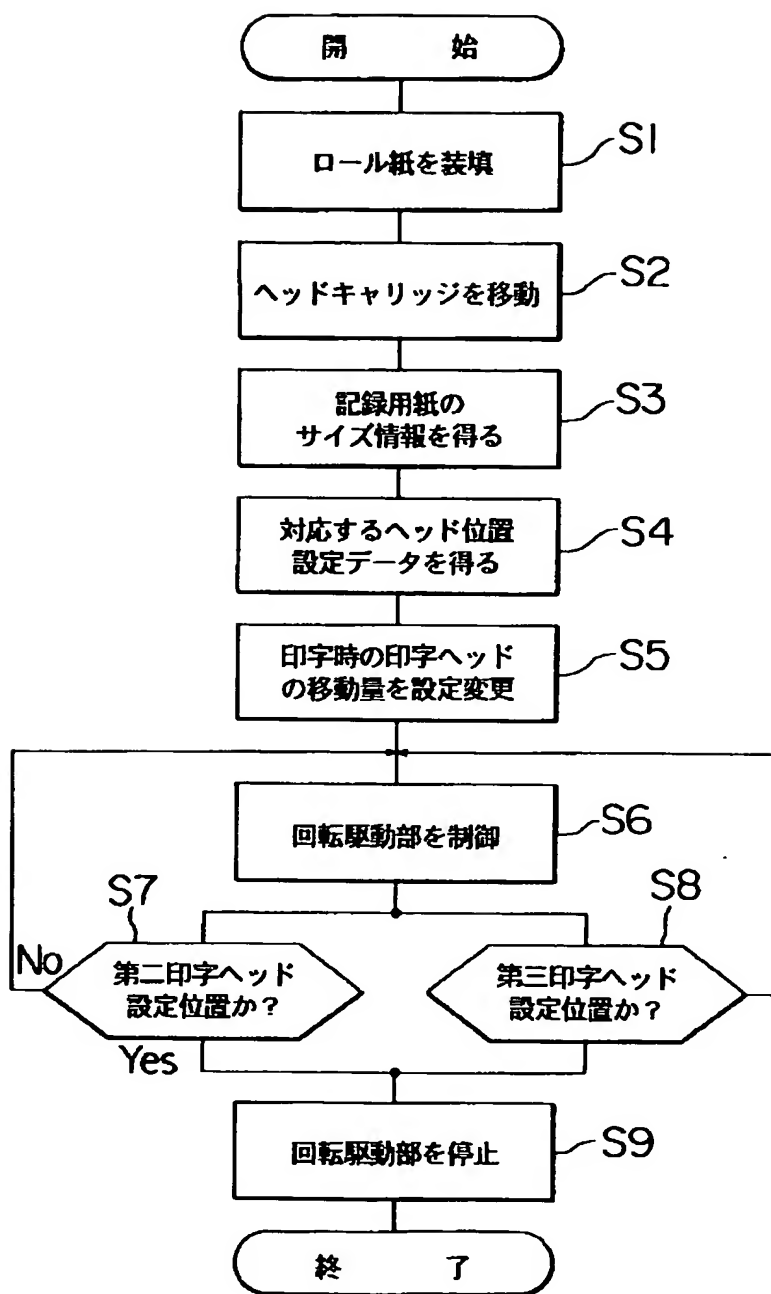 開 始
S1
ロール紙を装填
S2
ヘッドキャリッジを移動
S3
記録用紙の
サイズ情報を得る
S4
対応するヘッド位置
設定データを得る
S5
印字時の印字ヘッド
の移動量を設定変更
S6
回転駆動部を制御
S7
S8
No
第二印字ヘッド
設定位置か？
第三印字ヘッド
設定位置か？
Yes
S9
回転駆動部を停止
終 了